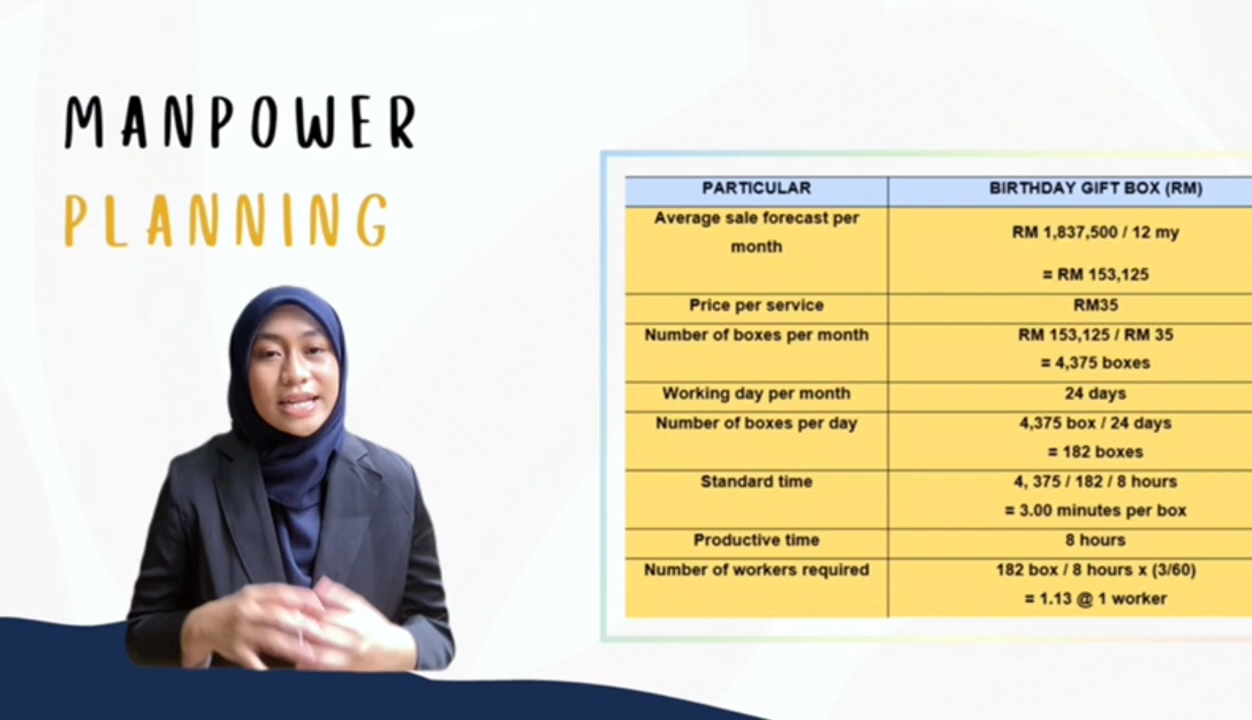 MANPOWER
PLANNING
PARTICULAR
BIRTHDAY GIFT BOX (RM)
Average sale forecast per
month
RM 1,837,500 / 12 my
= RM 153,125
Price per service
RM35
Number of boxes per month
RM 153,125 / RM 35
= 4,375 boxes
Working day per month
24 days
Number of boxes per day
4,375 box / 24 days
= 182 boxes
Standard time
4, 375 / 182 / 8 hours
= 3.00 minutes per box
Productive time
8 hours
Number of workers required
182 box / 8 hours x (3/60)
= 1.13 @ 1 worker